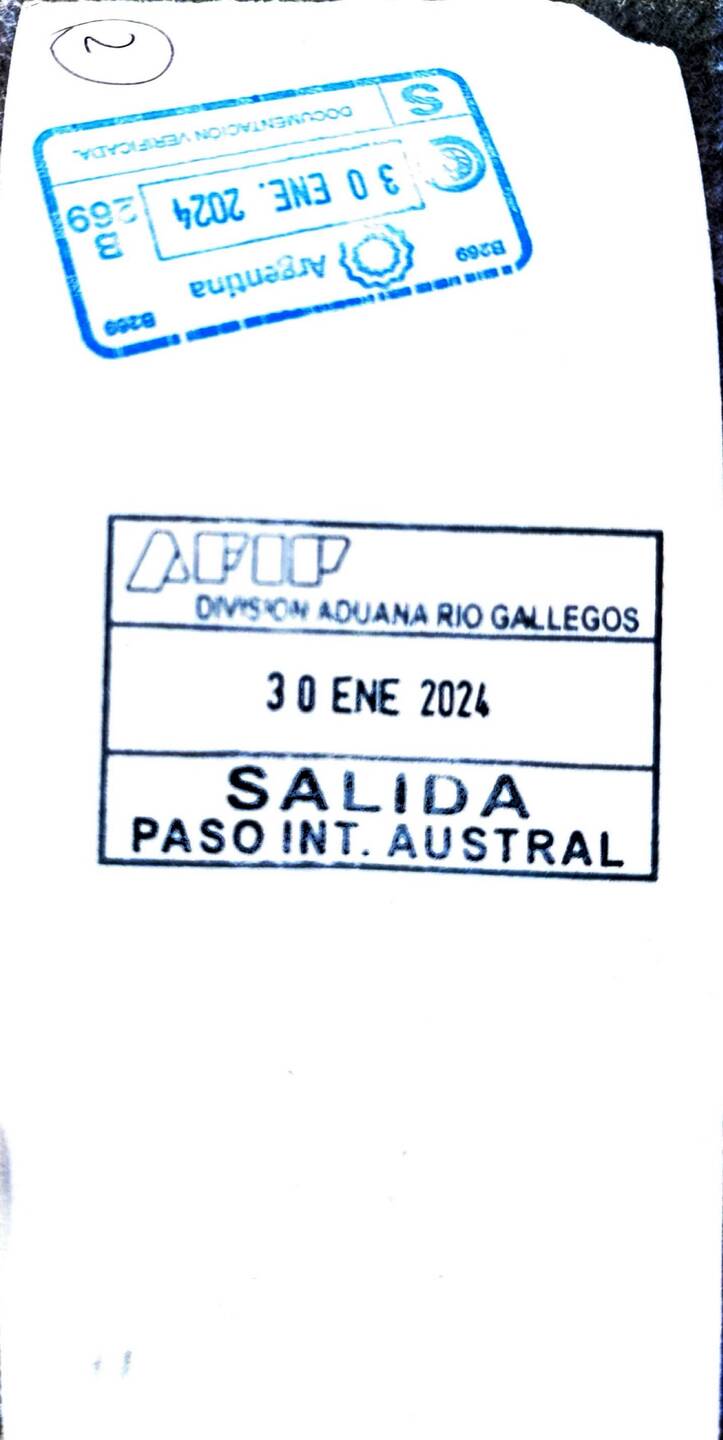 2
B269
B269
Argentina
30 ENE. 2024
B
269
DOCUMENTACION VERIFICADA.
S
AFIP
DIVISION ADUANA RIO GALLEGOS
30 ENE 2024
SALIDA
PASO INT. AUSTRAL